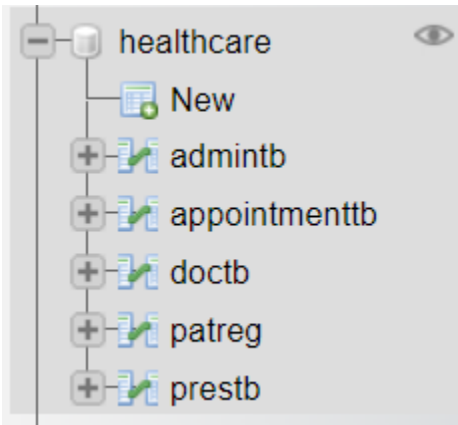 healthcare
New
admintb
appointmenttb
doctb
patreg
prestb